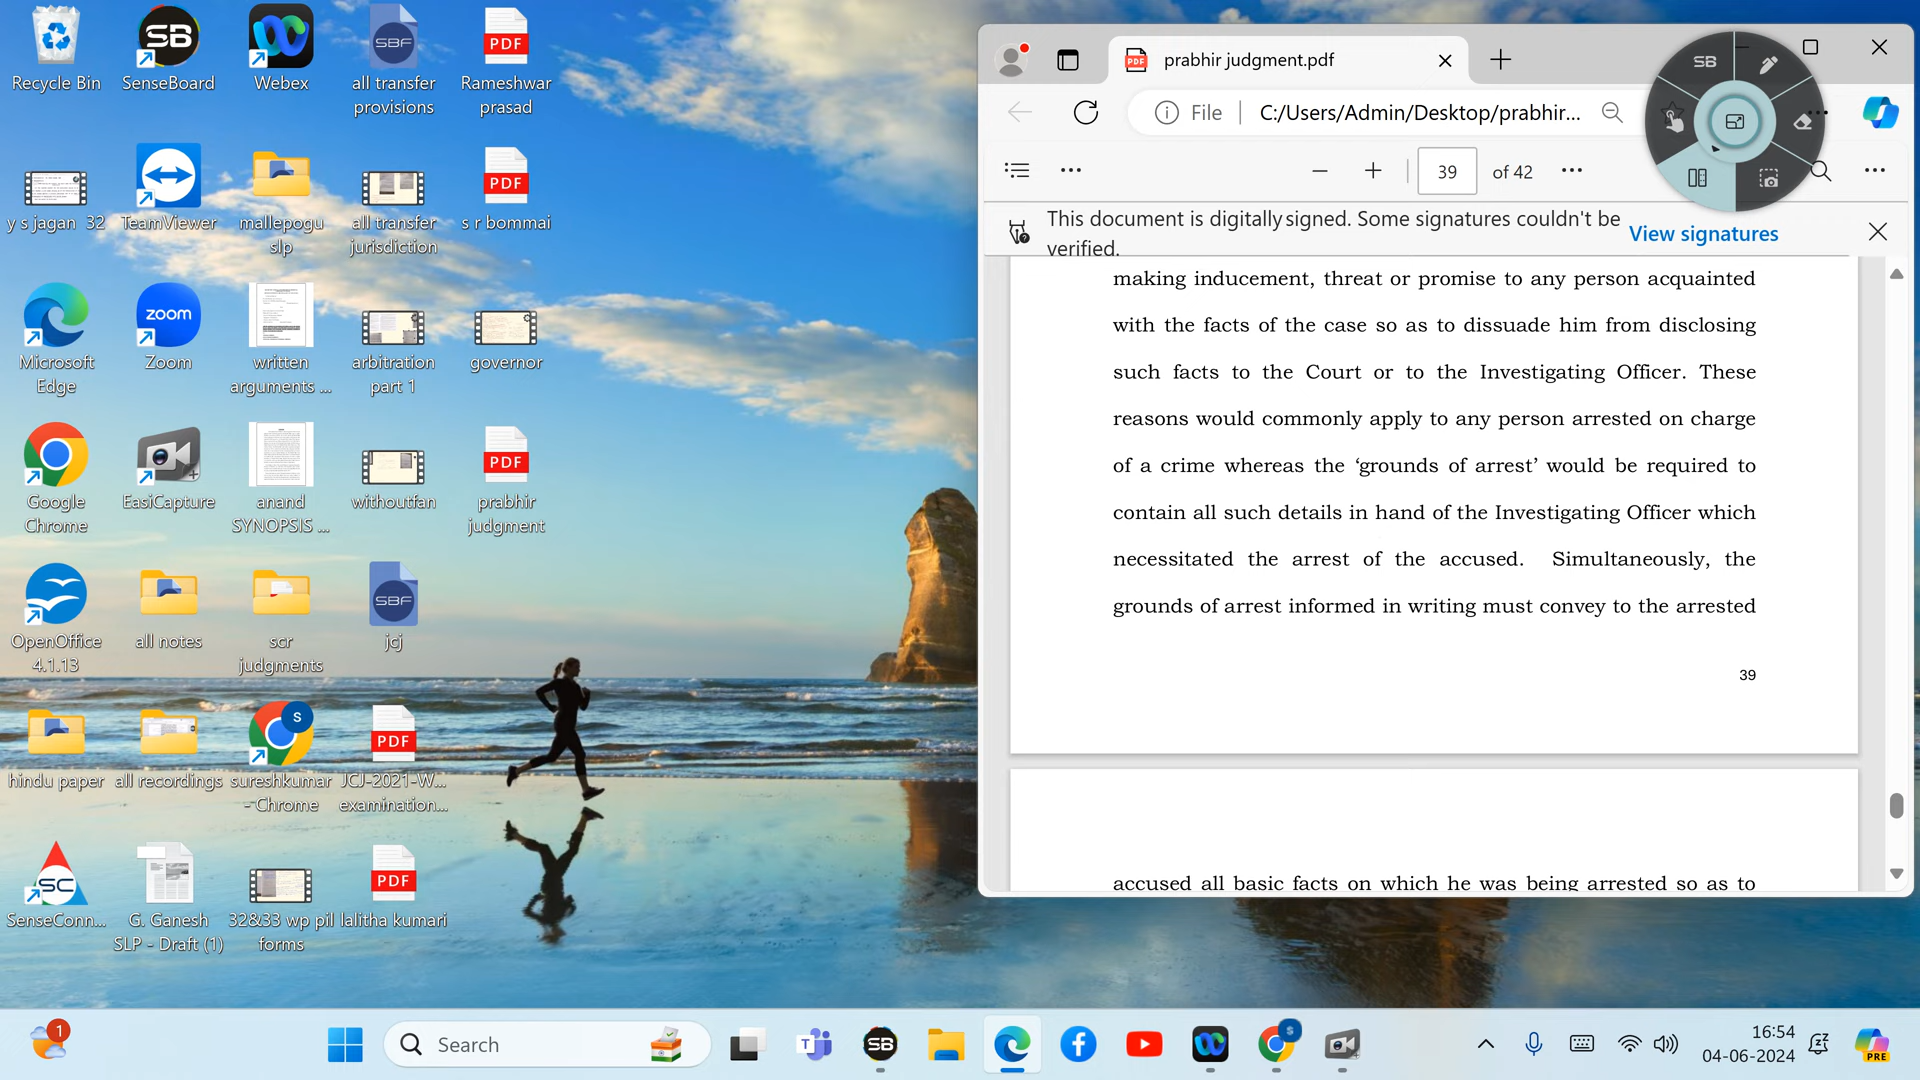 Recycle Bin
SenseBoard
Webex
all transfer
provisions
Rameshwar
prasad
y s jagan 32
TeamViewer
mallepogu
slp
all transfer
jurisdiction
s r bommai
Microsoft
Edge
Zoom
written
arguments ...
arbitration
part 1
governor
Google
Chrome
EasiCapture
anand
SYNOPSIS ...
withoutfan
prabhir
judgment
OpenOffice
4.1.13
all notes
scr
judgments
jcj
hindu paper
all recordings
sureshkumar
- Chrome
JCJ-2021-W...
examination...
SenseConn...
G. Ganesh
SLP - Draft (1)
32&33 wp pil
forms
lalitha kumari
SB
SBF
PDF
zoom
SC
S
prabhir judgment.pdf
File
C:/Users/Admin/Desktop/prabhir...
39 of 42
This document is digitally signed. Some signatures couldn't be
verified.
View signatures
making inducement, threat or promise to any person acquainted
with the facts of the case so as to dissuade him from disclosing
such facts to the Court or to the Investigating Officer. These
reasons would commonly apply to any person arrested on charge
of a crime whereas the ‘grounds of arrest’ would be required to
contain all such details in hand of the Investigating Officer which
necessitated the arrest of the accused. Simultaneously, the
grounds of arrest informed in writing must convey to the arrested
39
accused all basic facts on which he was being arrested so as to
1
Search
16:54
04-06-2024
PRE